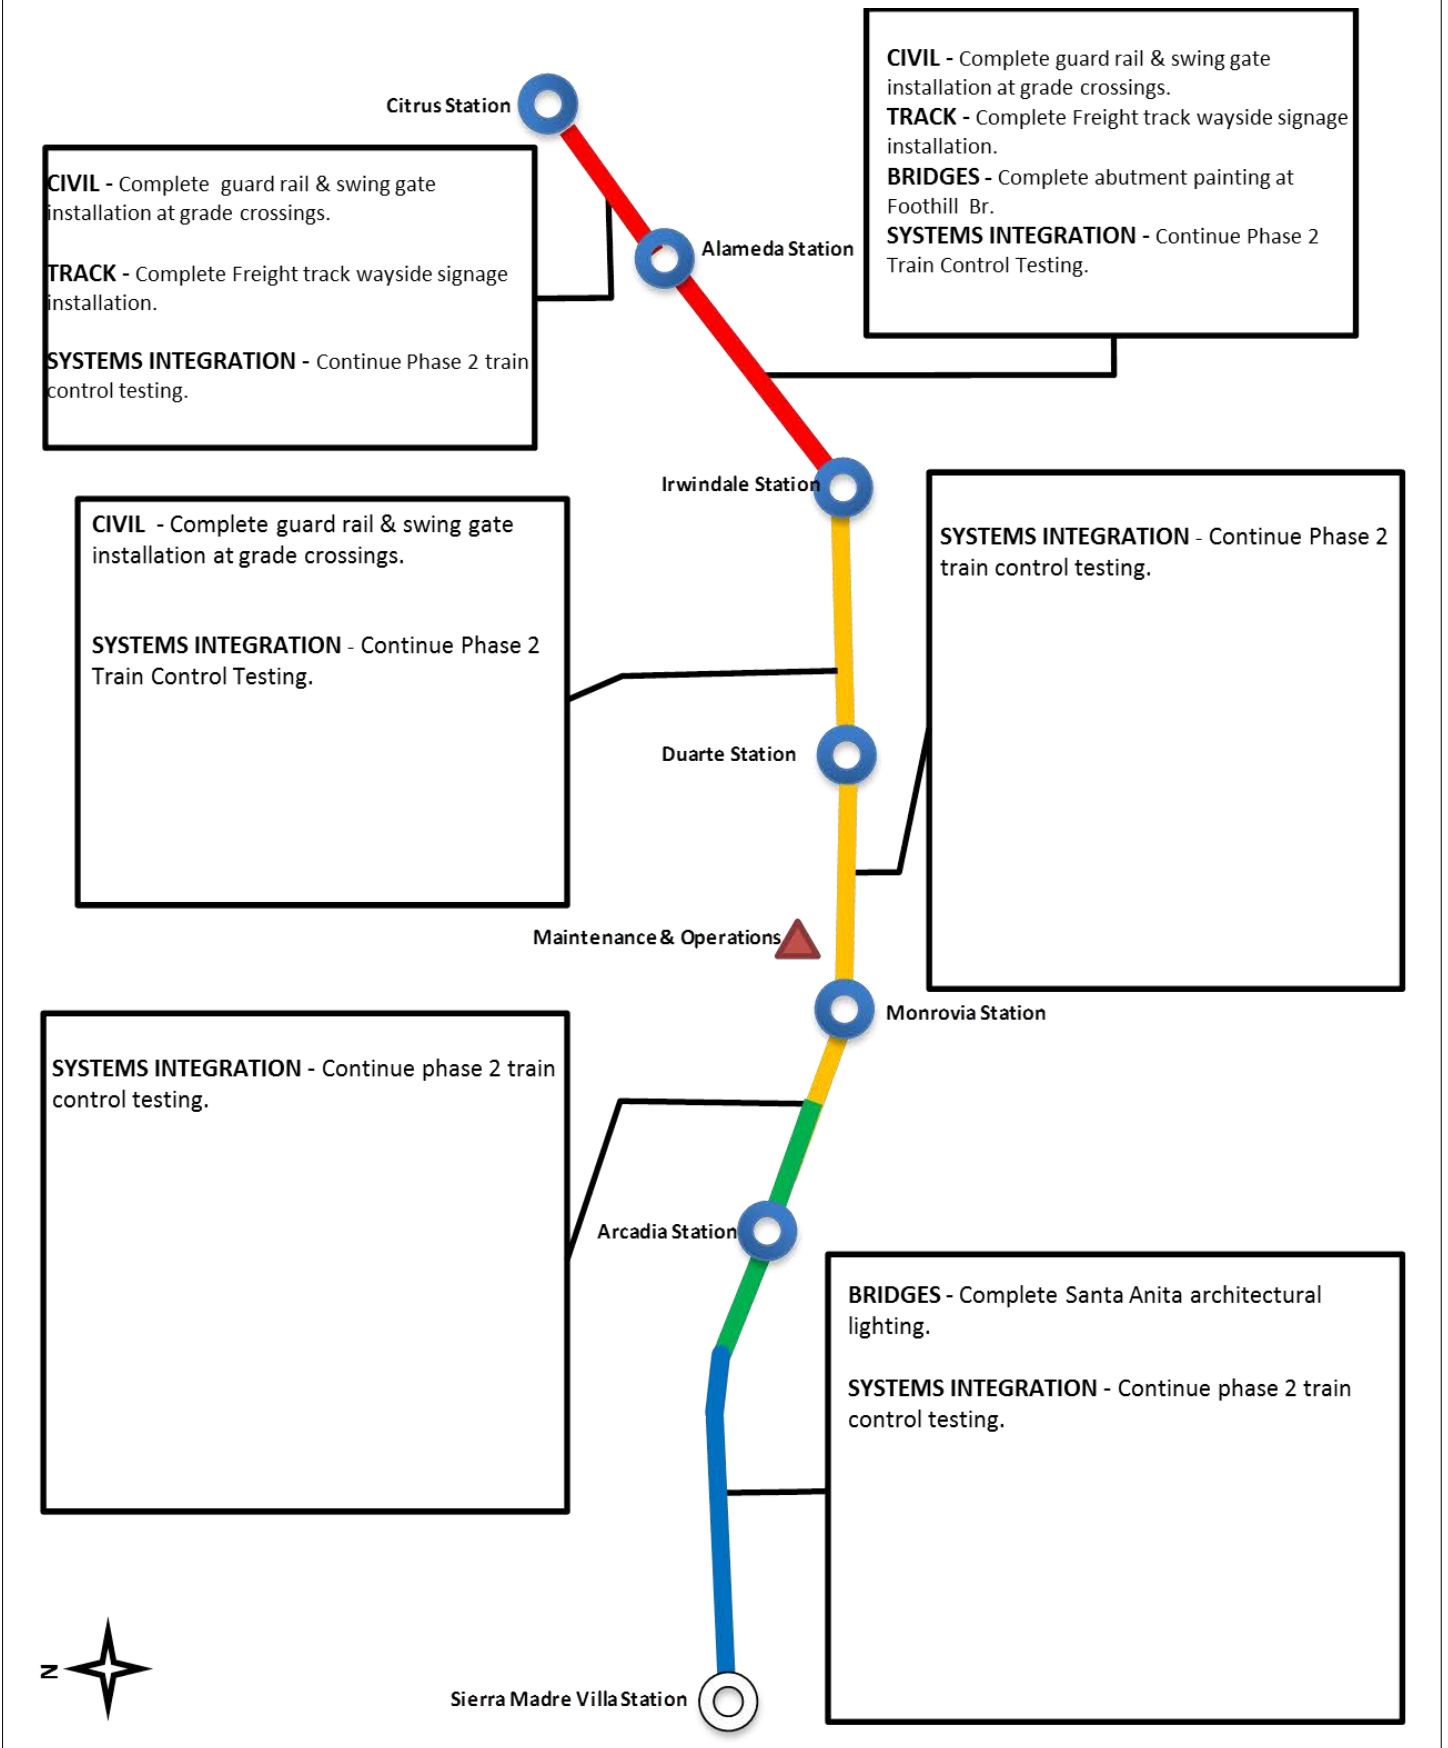 Citrus Station
CIVIL - Complete guard rail & swing gate
installation at grade crossings.
TRACK - Complete Freight track wayside signage
installation.
BRIDGES - Complete abutment painting at
Foothill Br.
SYSTEMS INTEGRATION - Continue Phase 2
Train Control Testing.
CIVIL - Complete guard rail & swing gate
installation at grade crossings.
TRACK - Complete Freight track wayside signage
installation.
SYSTEMS INTEGRATION - Continue Phase 2 train
control testing.
Alameda Station
Irwindale Station
CIVIL - Complete guard rail & swing gate
installation at grade crossings.
SYSTEMS INTEGRATION - Continue Phase 2
Train Control Testing.
SYSTEMS INTEGRATION - Continue Phase 2
train control testing.
Duarte Station
Maintenance & Operations
Monrovia Station
SYSTEMS INTEGRATION - Continue phase 2 train
control testing.
Arcadia Station
BRIDGES - Complete Santa Anita architectural
lighting.
SYSTEMS INTEGRATION - Continue phase 2 train
control testing.
N
Sierra Madre Villa Station